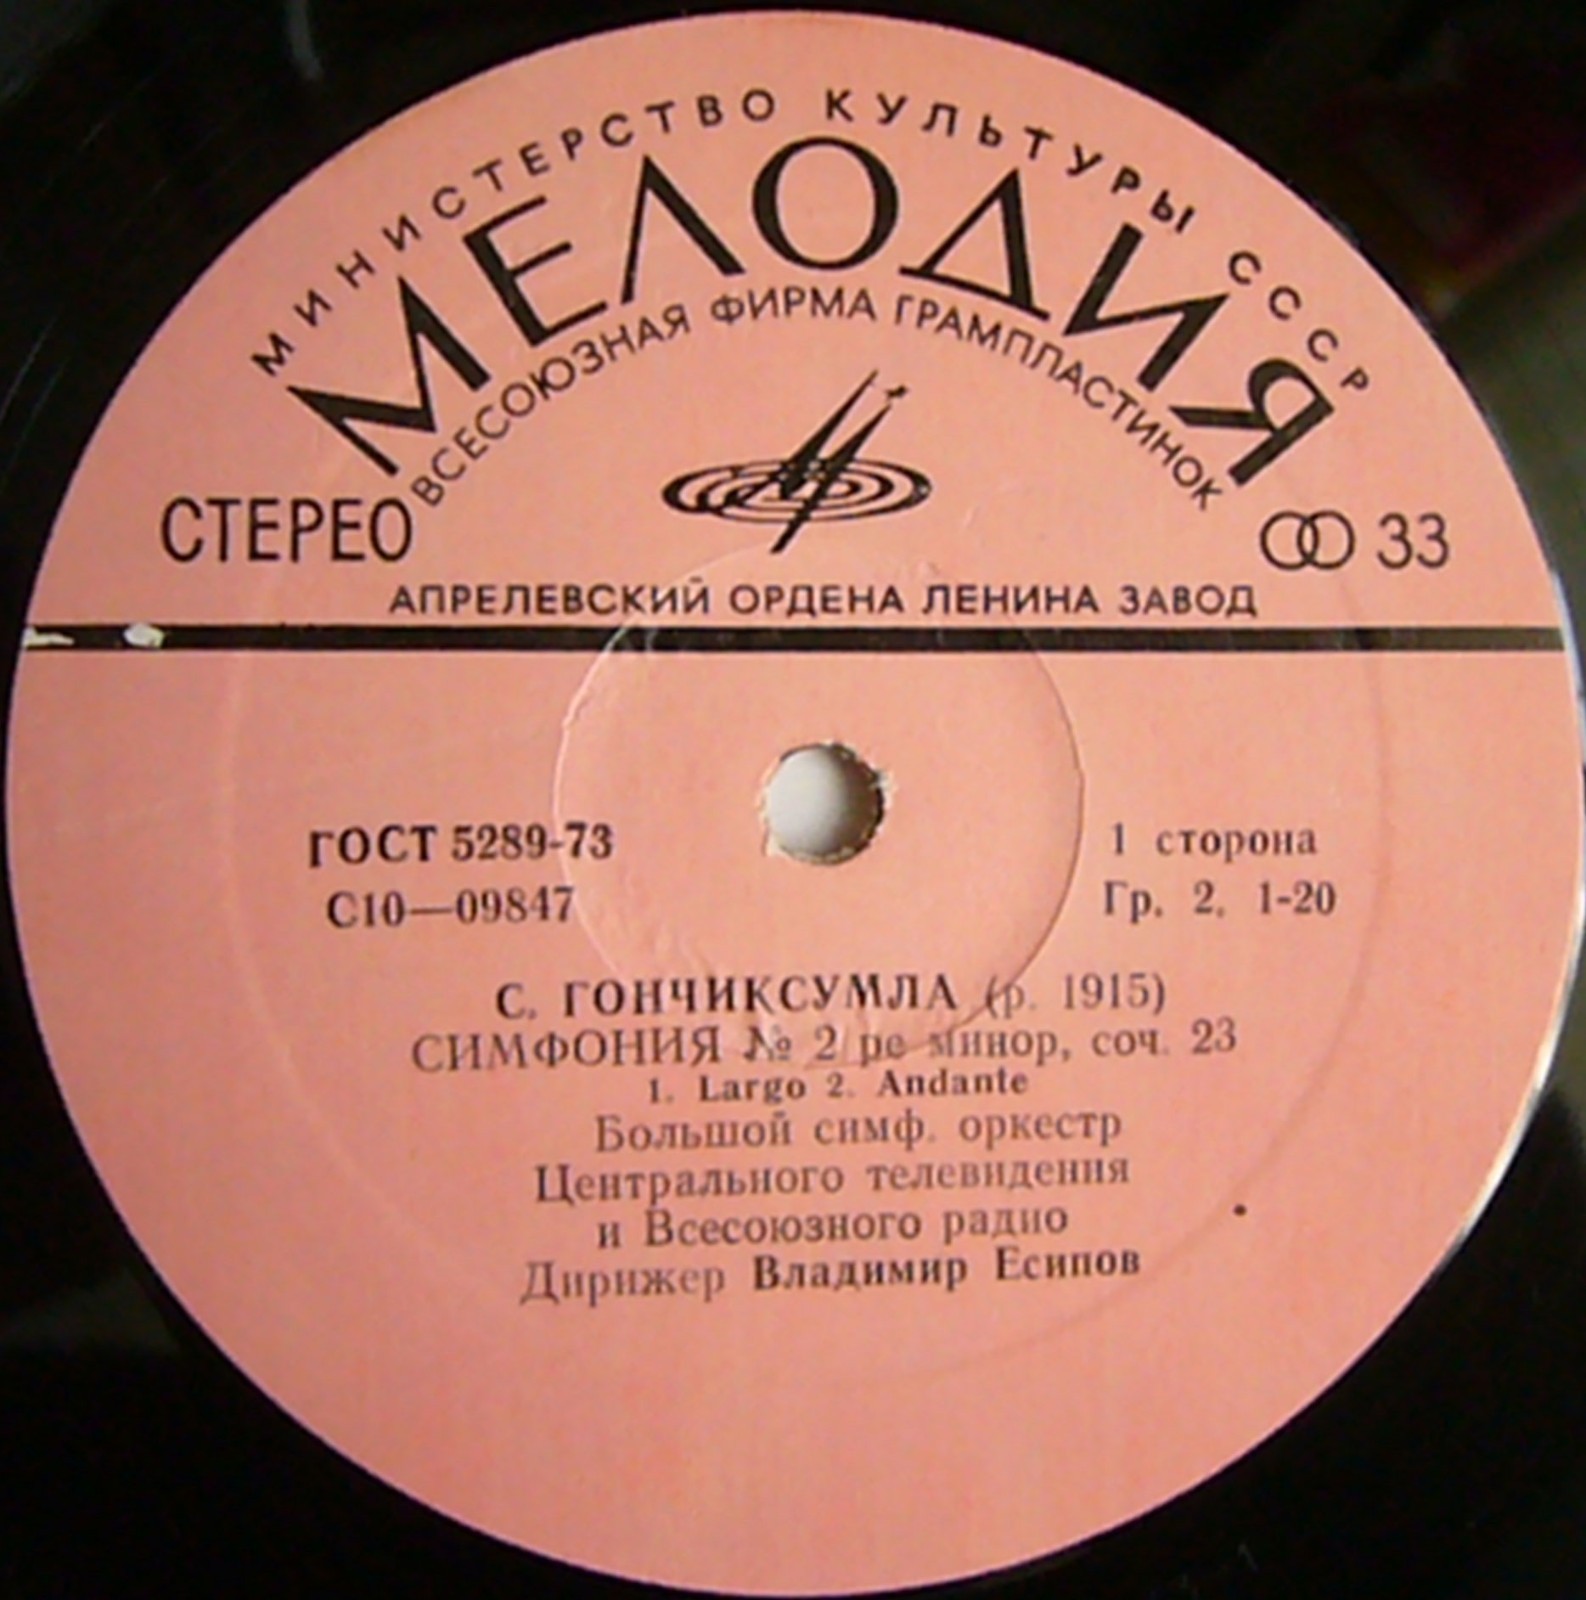 МИНИСТЕРСТВО КУЛЬТУРЫ СССР
МЕЛОДИЯ
ВСЕСОЮЗНАЯ ФИРМА ГРАМПЛАСТИНОК
СТЕРЕО
33
АПРЕЛЕВСКИЙ ОРДЕНА ЛЕНИНА ЗАВОД
ГОСТ 5289-73
1 сторона
С10—09847
Гр. 2. 1-20
С. ГОНЧИКСУМЛА (р. 1915)
СИМФОНИЯ № 2 ре минор, соч. 23
1. Largo 2. Andante
Большой симф. оркестр
Центрального телевидения
и Всесоюзного радио
Дирижер Владимир Есипов